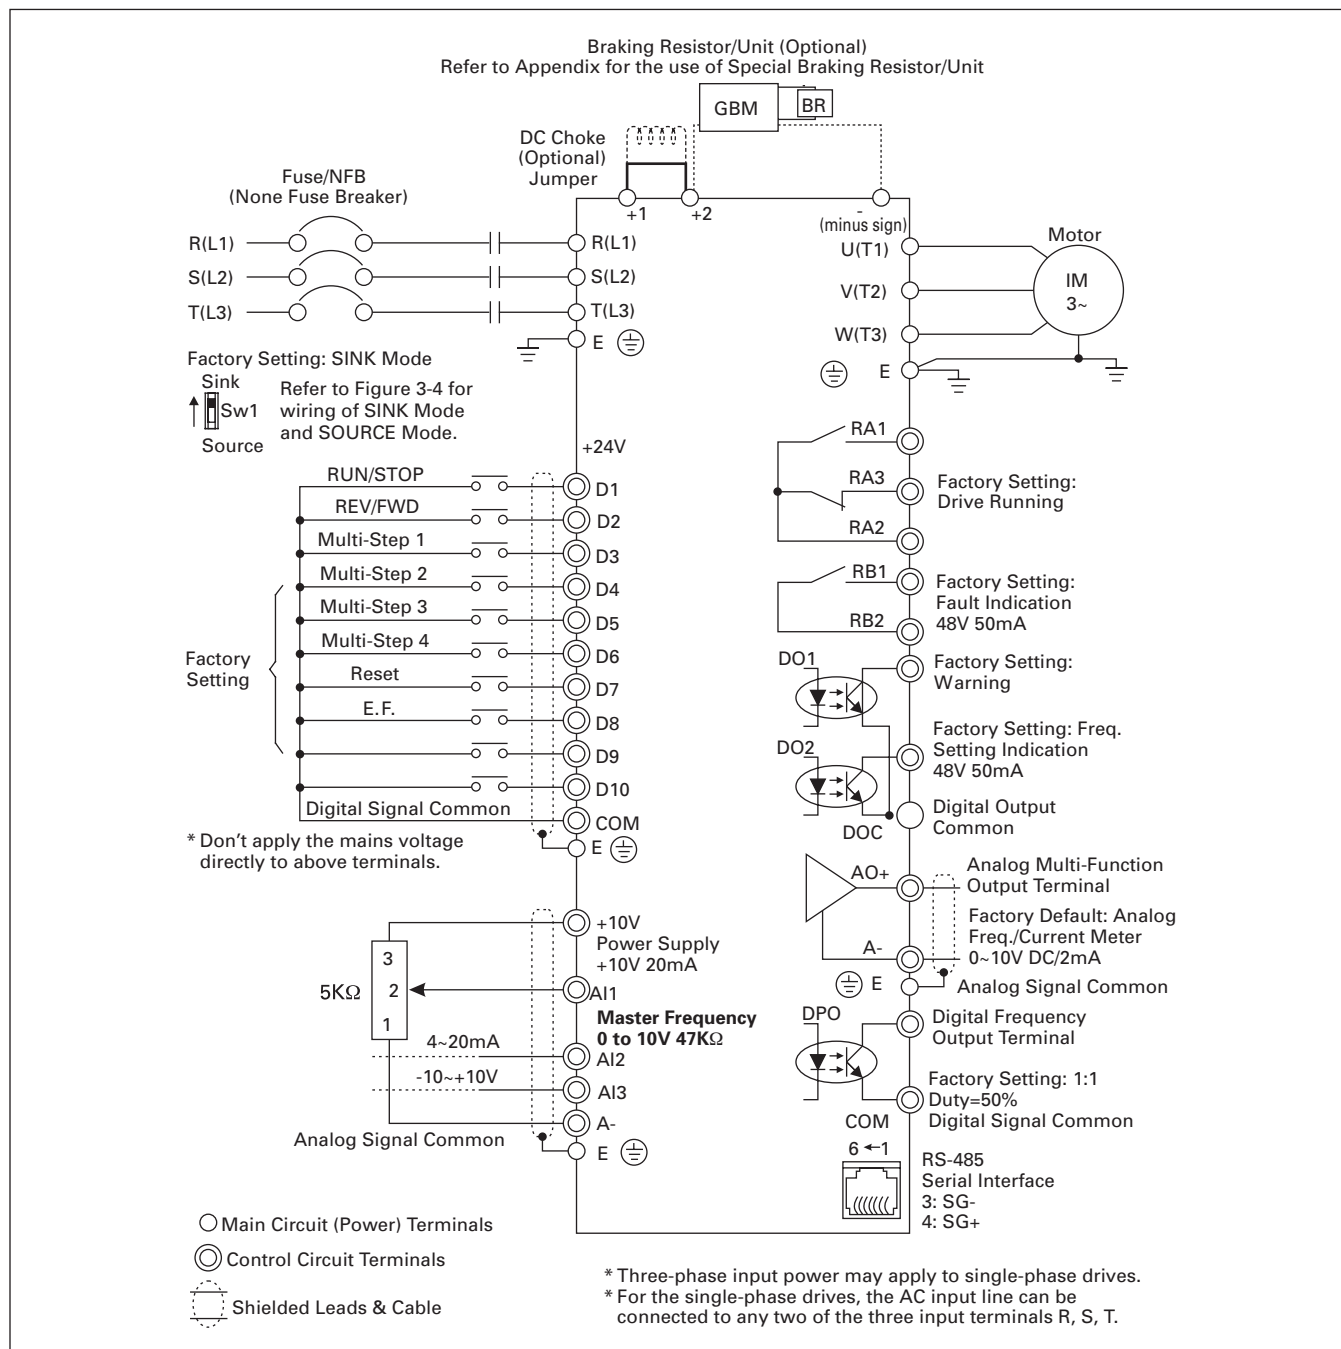 Braking Resistor/Unit (Optional)
Refer to Appendix for the use of Special Braking Resistor/Unit
GBM
BR
DC Choke
(Optional)
Jumper
+1
+2
-
(minus sign)
Fuse/NFB
(None Fuse Breaker)
R(L1)
S(L2)
T(L3)
R(L1)
S(L2)
T(L3)
E
U(T1)
V(T2)
W(T3)
E
Motor
IM
3~
Factory Setting: SINK Mode
Sink
Sw1
Source
Refer to Figure 3-4 for
wiring of SINK Mode
and SOURCE Mode.
+24V
RUN/STOP
REV/FWD
Multi-Step 1
Multi-Step 2
Multi-Step 3
Multi-Step 4
Reset
E.F.
Factory
Setting
Digital Signal Common
D1
D2
D3
D4
D5
D6
D7
D8
D9
D10
COM
E
* Don't apply the mains voltage
directly to above terminals.
RA1
RA3
RA2
Factory Setting:
Drive Running
RB1
RB2
Factory Setting:
Fault Indication
48V 50mA
DO1
Factory Setting:
Warning
DO2
Factory Setting: Freq.
Setting Indication
48V 50mA
DOC
Digital Output
Common
AO+
Analog Multi-Function
Output Terminal
Factory Default: Analog
Freq./Current Meter
0~10V DC/2mA
A-
E
Analog Signal Common
DPO
Digital Frequency
Output Terminal
Factory Setting: 1:1
Duty=50%
Digital Signal Common
COM
6 ←1
RS-485
Serial Interface
3: SG-
4: SG+
+10V
Power Supply
+10V 20mA
3
2
1
5KΩ
AI1
Master Frequency
0 to 10V 47KΩ
4~20mA
AI2
-10~+10V
AI3
A-
Analog Signal Common
E
Main Circuit (Power) Terminals
Control Circuit Terminals
Shielded Leads & Cable
* Three-phase input power may apply to single-phase drives.
* For the single-phase drives, the AC input line can be
connected to any two of the three input terminals R, S, T.